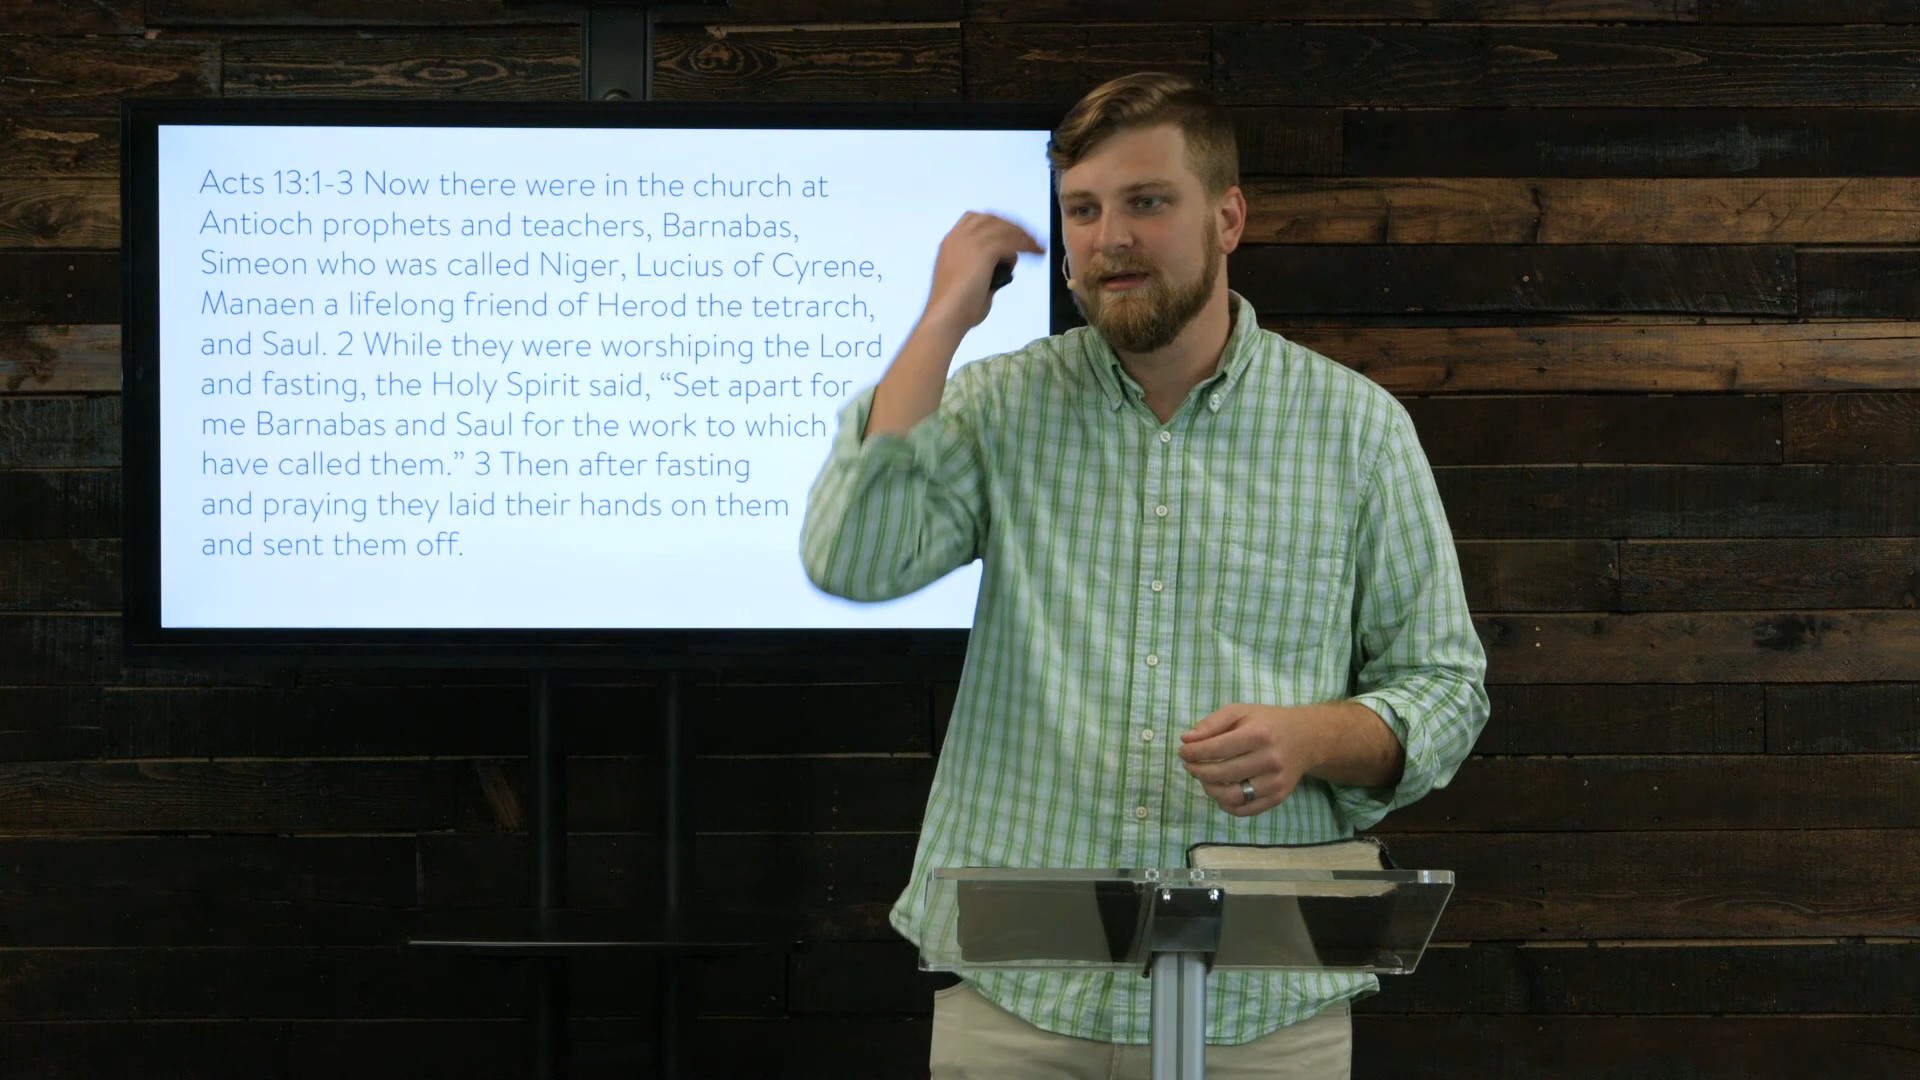 Acts 13:1-3 Now there were in the church at
Antioch prophets and teachers, Barnabas,
Simeon who was called Niger, Lucius of Cyrene,
Manaen a lifelong friend of Herod the tetrarch,
and Saul. 2 While they were worshiping the Lord
and fasting, the Holy Spirit said, “Set apart for
me Barnabas and Saul for the work to which
have called them.” 3 Then after fasting
and praying they laid their hands on them
and sent them off.